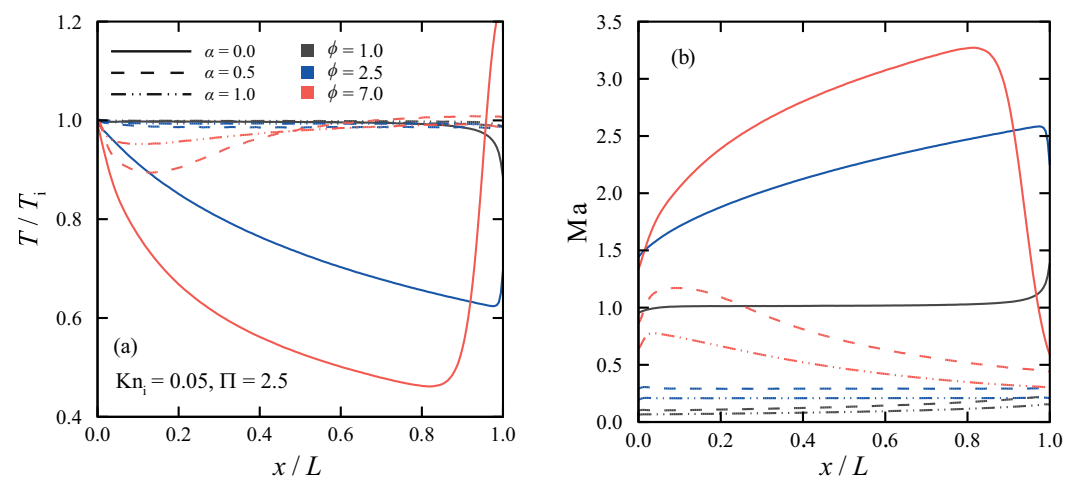 1.2
1.0
0.8
0.6
0.4
T / Tᵢ
α = 0.0
α = 0.5
α = 1.0
ϕ = 1.0
ϕ = 2.5
ϕ = 7.0
(a)
Knᵢ = 0.05, Π = 2.5
0.0 0.2 0.4 0.6 0.8 1.0
x / L
3.5
3.0
2.5
2.0
1.5
1.0
0.5
0.0
Ma
(b)
0.0 0.2 0.4 0.6 0.8 1.0
x / L